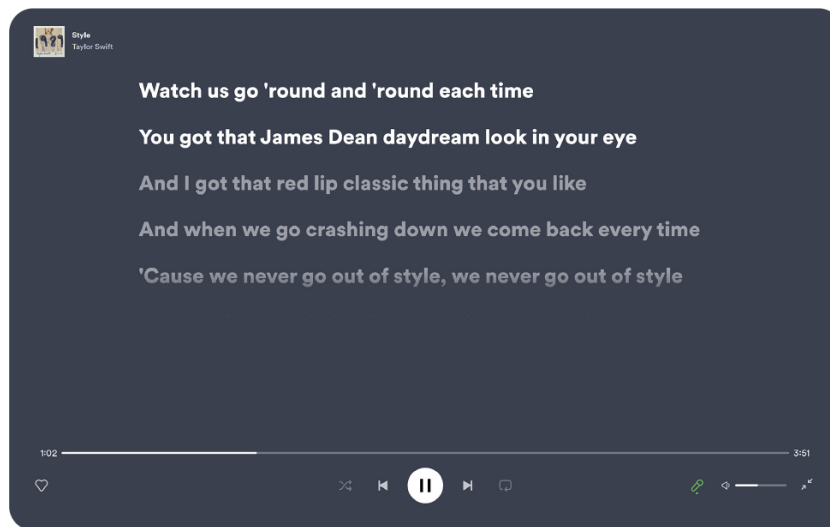 Style
Taylor Swift
Watch us go 'round and 'round each time
You got that James Dean daydream look in your eye
And I got that red lip classic thing that you like
And when we go crashing down we come back every time
'Cause we never go out of style, we never go out of style
1:02
3:51